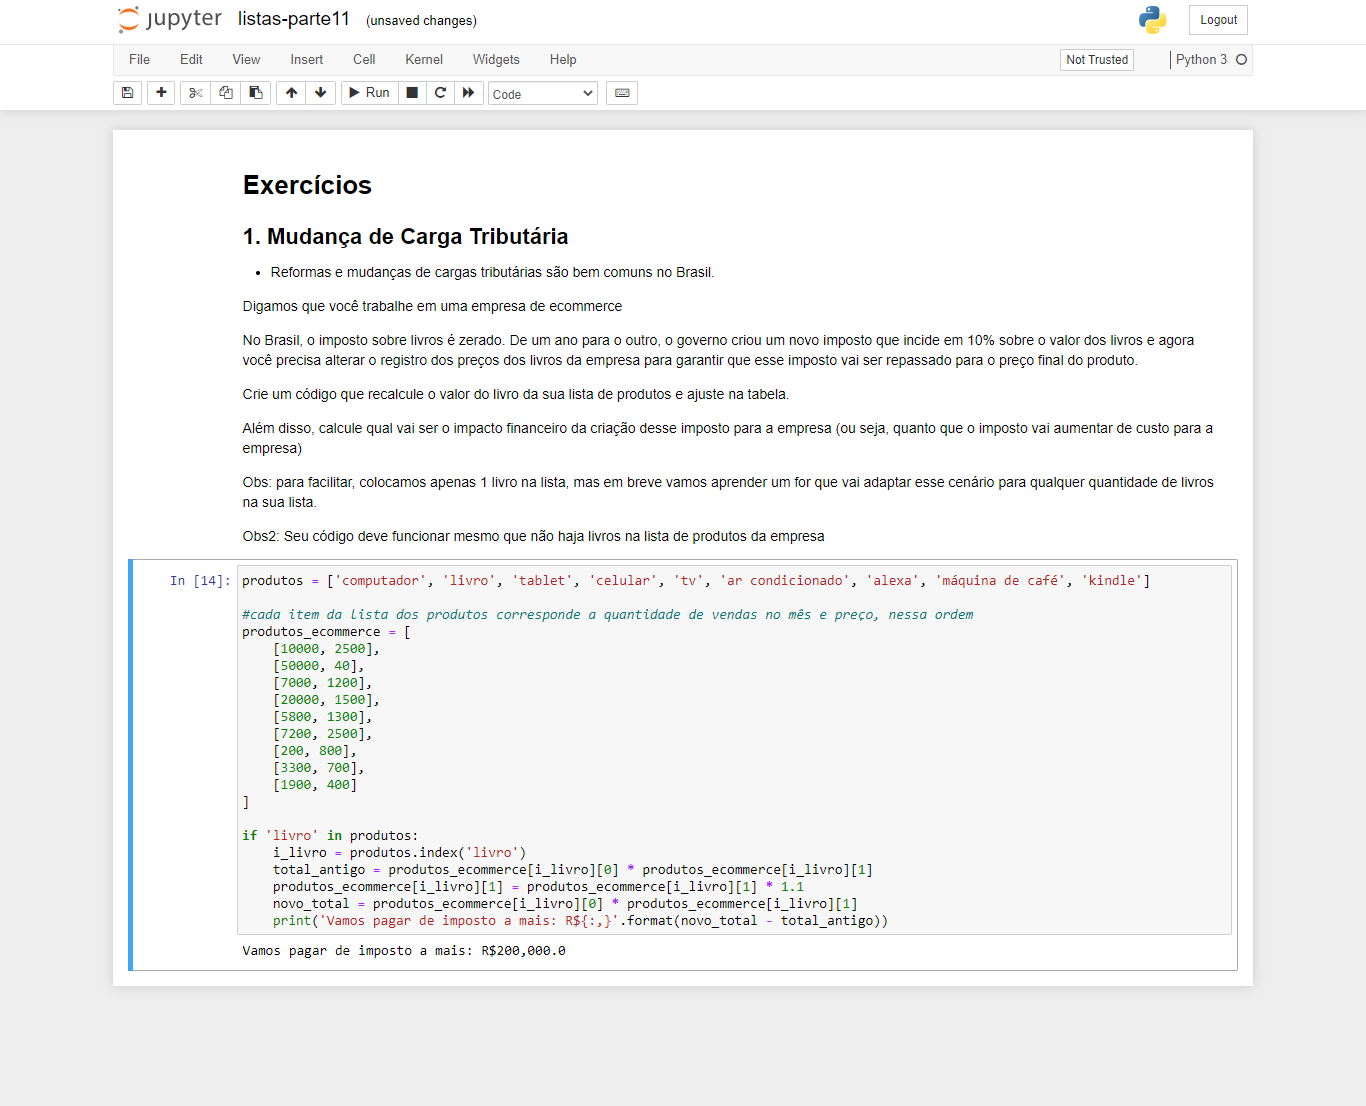 jupyter listas-parte11 (unsaved changes) Logout
File Edit View Insert Cell Kernel Widgets Help Not Trusted Python 3
Run Code
Exercícios
1. Mudança de Carga Tributária
• Reformas e mudanças de cargas tributárias são bem comuns no Brasil.
Digamos que você trabalhe em uma empresa de ecommerce
No Brasil, o imposto sobre livros é zerado. De um ano para o outro, o governo criou um novo imposto que incide em 10% sobre o valor dos livros e agora
você precisa alterar o registro dos preços dos livros da empresa para garantir que esse imposto vai ser repassado para o preço final do produto.
Crie um código que recalcule o valor do livro da sua lista de produtos e ajuste na tabela.
Além disso, calcule qual vai ser o impacto financeiro da criação desse imposto para a empresa (ou seja, quanto que o imposto vai aumentar de custo para a
empresa)
Obs: para facilitar, colocamos apenas 1 livro na lista, mas em breve vamos aprender um for que vai adaptar esse cenário para qualquer quantidade de livros
na sua lista.
Obs2: Seu código deve funcionar mesmo que não haja livros na lista de produtos da empresa
In [14]: produtos = ['computador', 'livro', 'tablet', 'celular', 'tv', 'ar condicionado', 'alexa', 'máquina de café', 'kindle']
#cada item da lista dos produtos corresponde a quantidade de vendas no mês e preço, nessa ordem
produtos_ecommerce = [
    [10000, 2500],
    [50000, 40],
    [7000, 1200],
    [20000, 1500],
    [5800, 1300],
    [7200, 2500],
    [200, 800],
    [3300, 700],
    [1900, 400]
]
if 'livro' in produtos:
    i_livro = produtos.index('livro')
    total_antigo = produtos_ecommerce[i_livro][0] * produtos_ecommerce[i_livro][1]
    produtos_ecommerce[i_livro][1] = produtos_ecommerce[i_livro][1] * 1.1
    novo_total = produtos_ecommerce[i_livro][0] * produtos_ecommerce[i_livro][1]
    print('Vamos pagar de imposto a mais: R${:,}'.format(novo_total - total_antigo))
Vamos pagar de imposto a mais: R$200,000.0